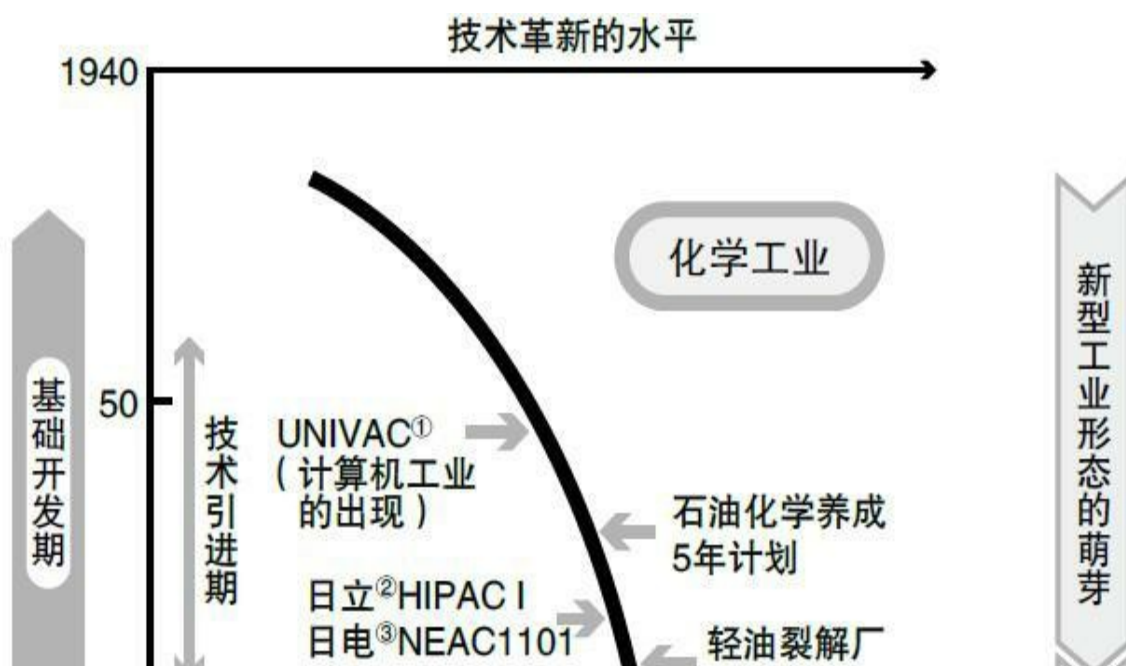 技术革新的水平
1940
化学工业
新型工业形态的萌芽
基础开发期
50
技术引进期
UNIVAC①
(计算机工业
的出现)
石油化学养成
5年计划
日立②HIPAC I
日电③NEAC1101
轻油裂解厂